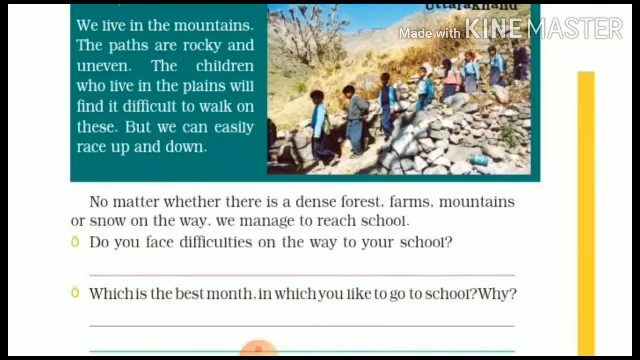 Uttarakhand
Made with KINEMASTER
We live in the mountains.
The paths are rocky and
uneven. The children
who live in the plains will
find it difficult to walk on
these. But we can easily
race up and down.
No matter whether there is a dense forest, farms, mountains
or snow on the way, we manage to reach school.
Do you face difficulties on the way to your school?
Which is the best month, in which you like to go to school? Why?